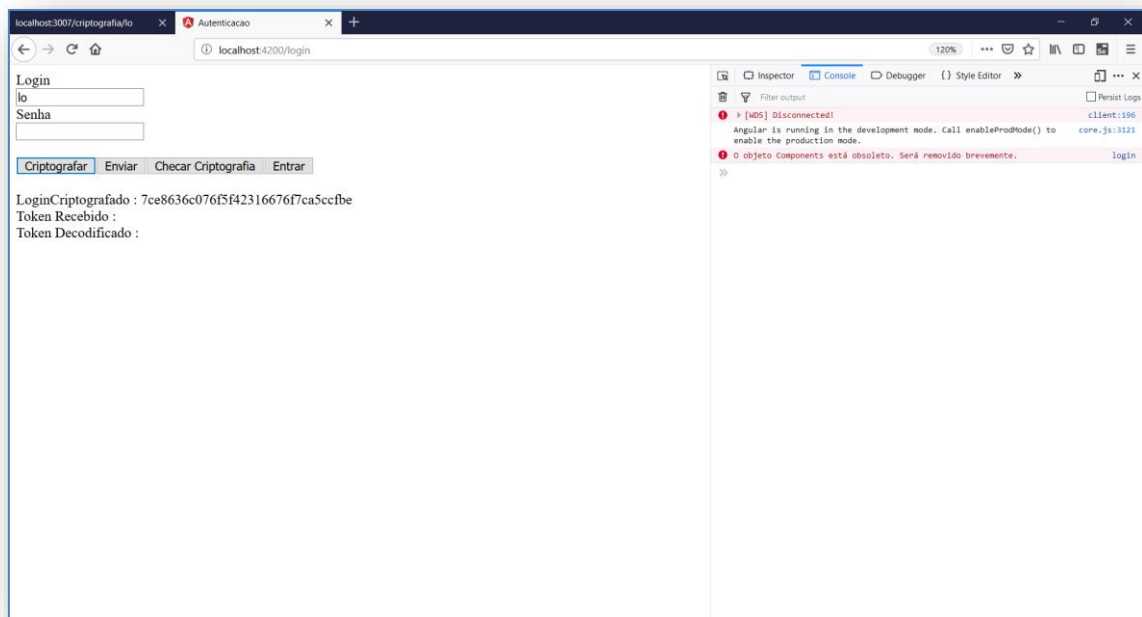 localhost:3007/criptografia/lo
Autenticacao
localhost:4200/login
120%
Login
lo
Senha
Criptografar Enviar Checar Criptografia Entrar
LoginCriptografado : 7ce8636c076f5f42316676f7ca5ccfbe
Token Recebido :
Token Decodificado :
Inspector Console Debugger { } Style Editor
Filter output Persist Logs
[WDS] Disconnected! client:196
Angular is running in the development mode. Call enableProdMode() to core.js:3121
enable the production mode.
O objeto Components está obsoleto. Será removido brevemente. login